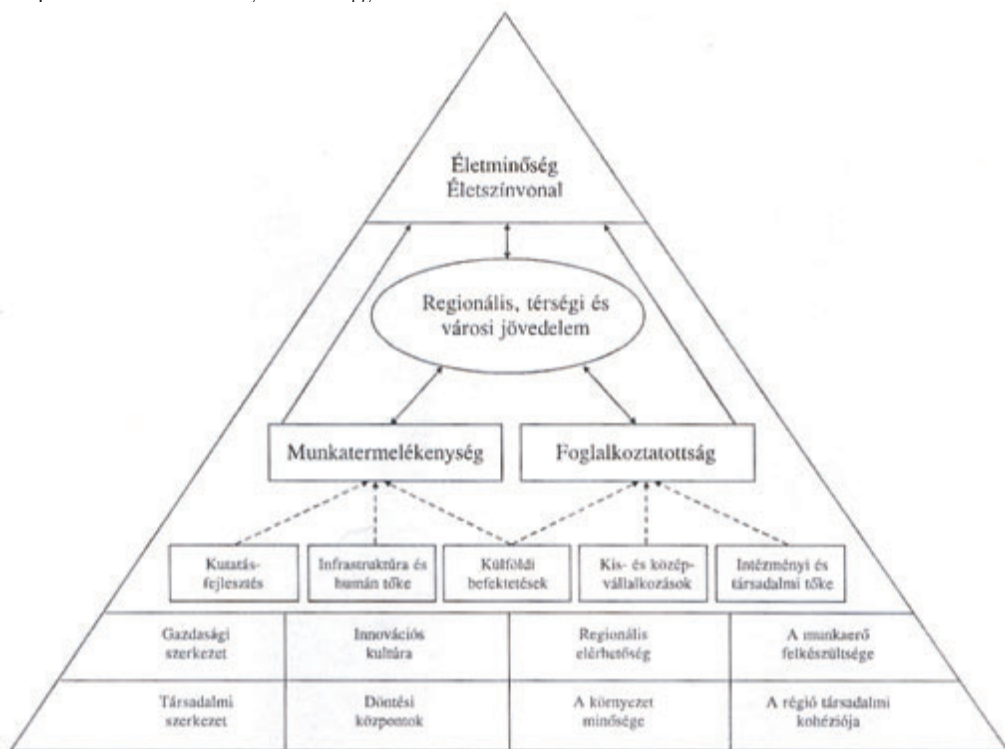 Életminőség
Életszínvonal
Regionális, térségi és
városi jövedelem
Munkatermelékenység
Foglalkoztatottság
Kutatás-
fejlesztés
Infrastruktúra és
humán tőke
Külföldi
befektetések
Kis- és közép-
vállalkozások
Intézményi és
társadalmi tőke
Gazdasági
szerkezet
Innovációs
kultúra
Regionális
elérhetőség
A munkaerő
felkészültsége
Társadalmi
szerkezet
Döntési
központok
A környezet
minősége
A régió társadalmi
kohéziója